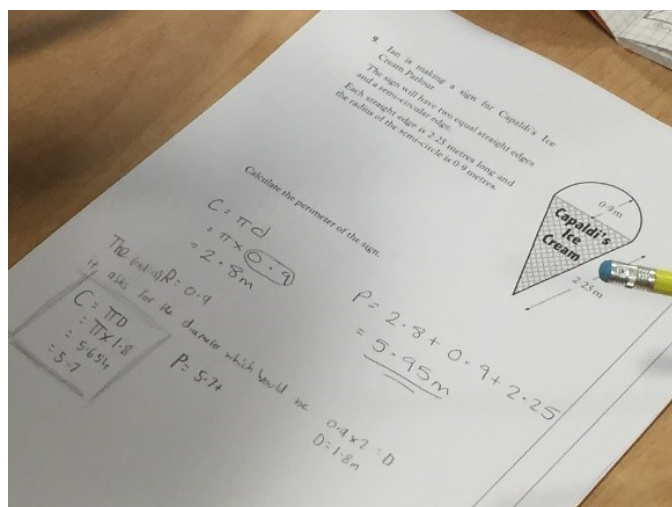 9 Ian is making a sign for Capaldi's Ice
Cream Parlour.
The sign will have two equal straight edges
and a semi-circular edge.
Each straight edge is 2·25 metres long and
the radius of the semi-circle is 0·9 metres.
0·9m
Capaldi's
Ice
Cream
2·25m
Calculate the perimeter of the sign.
C = πd
= π × 0.9
= 2.8m
P = 2.8 + 0.9 + 2.25
= 5.95m
The (radius) R = 0.9
it asks for the diameter which would be 0.9 × 2 = D
D = 1.8m
C = πD
= π × 1.8
= 5.654
= 5.7
P = 5.7 +